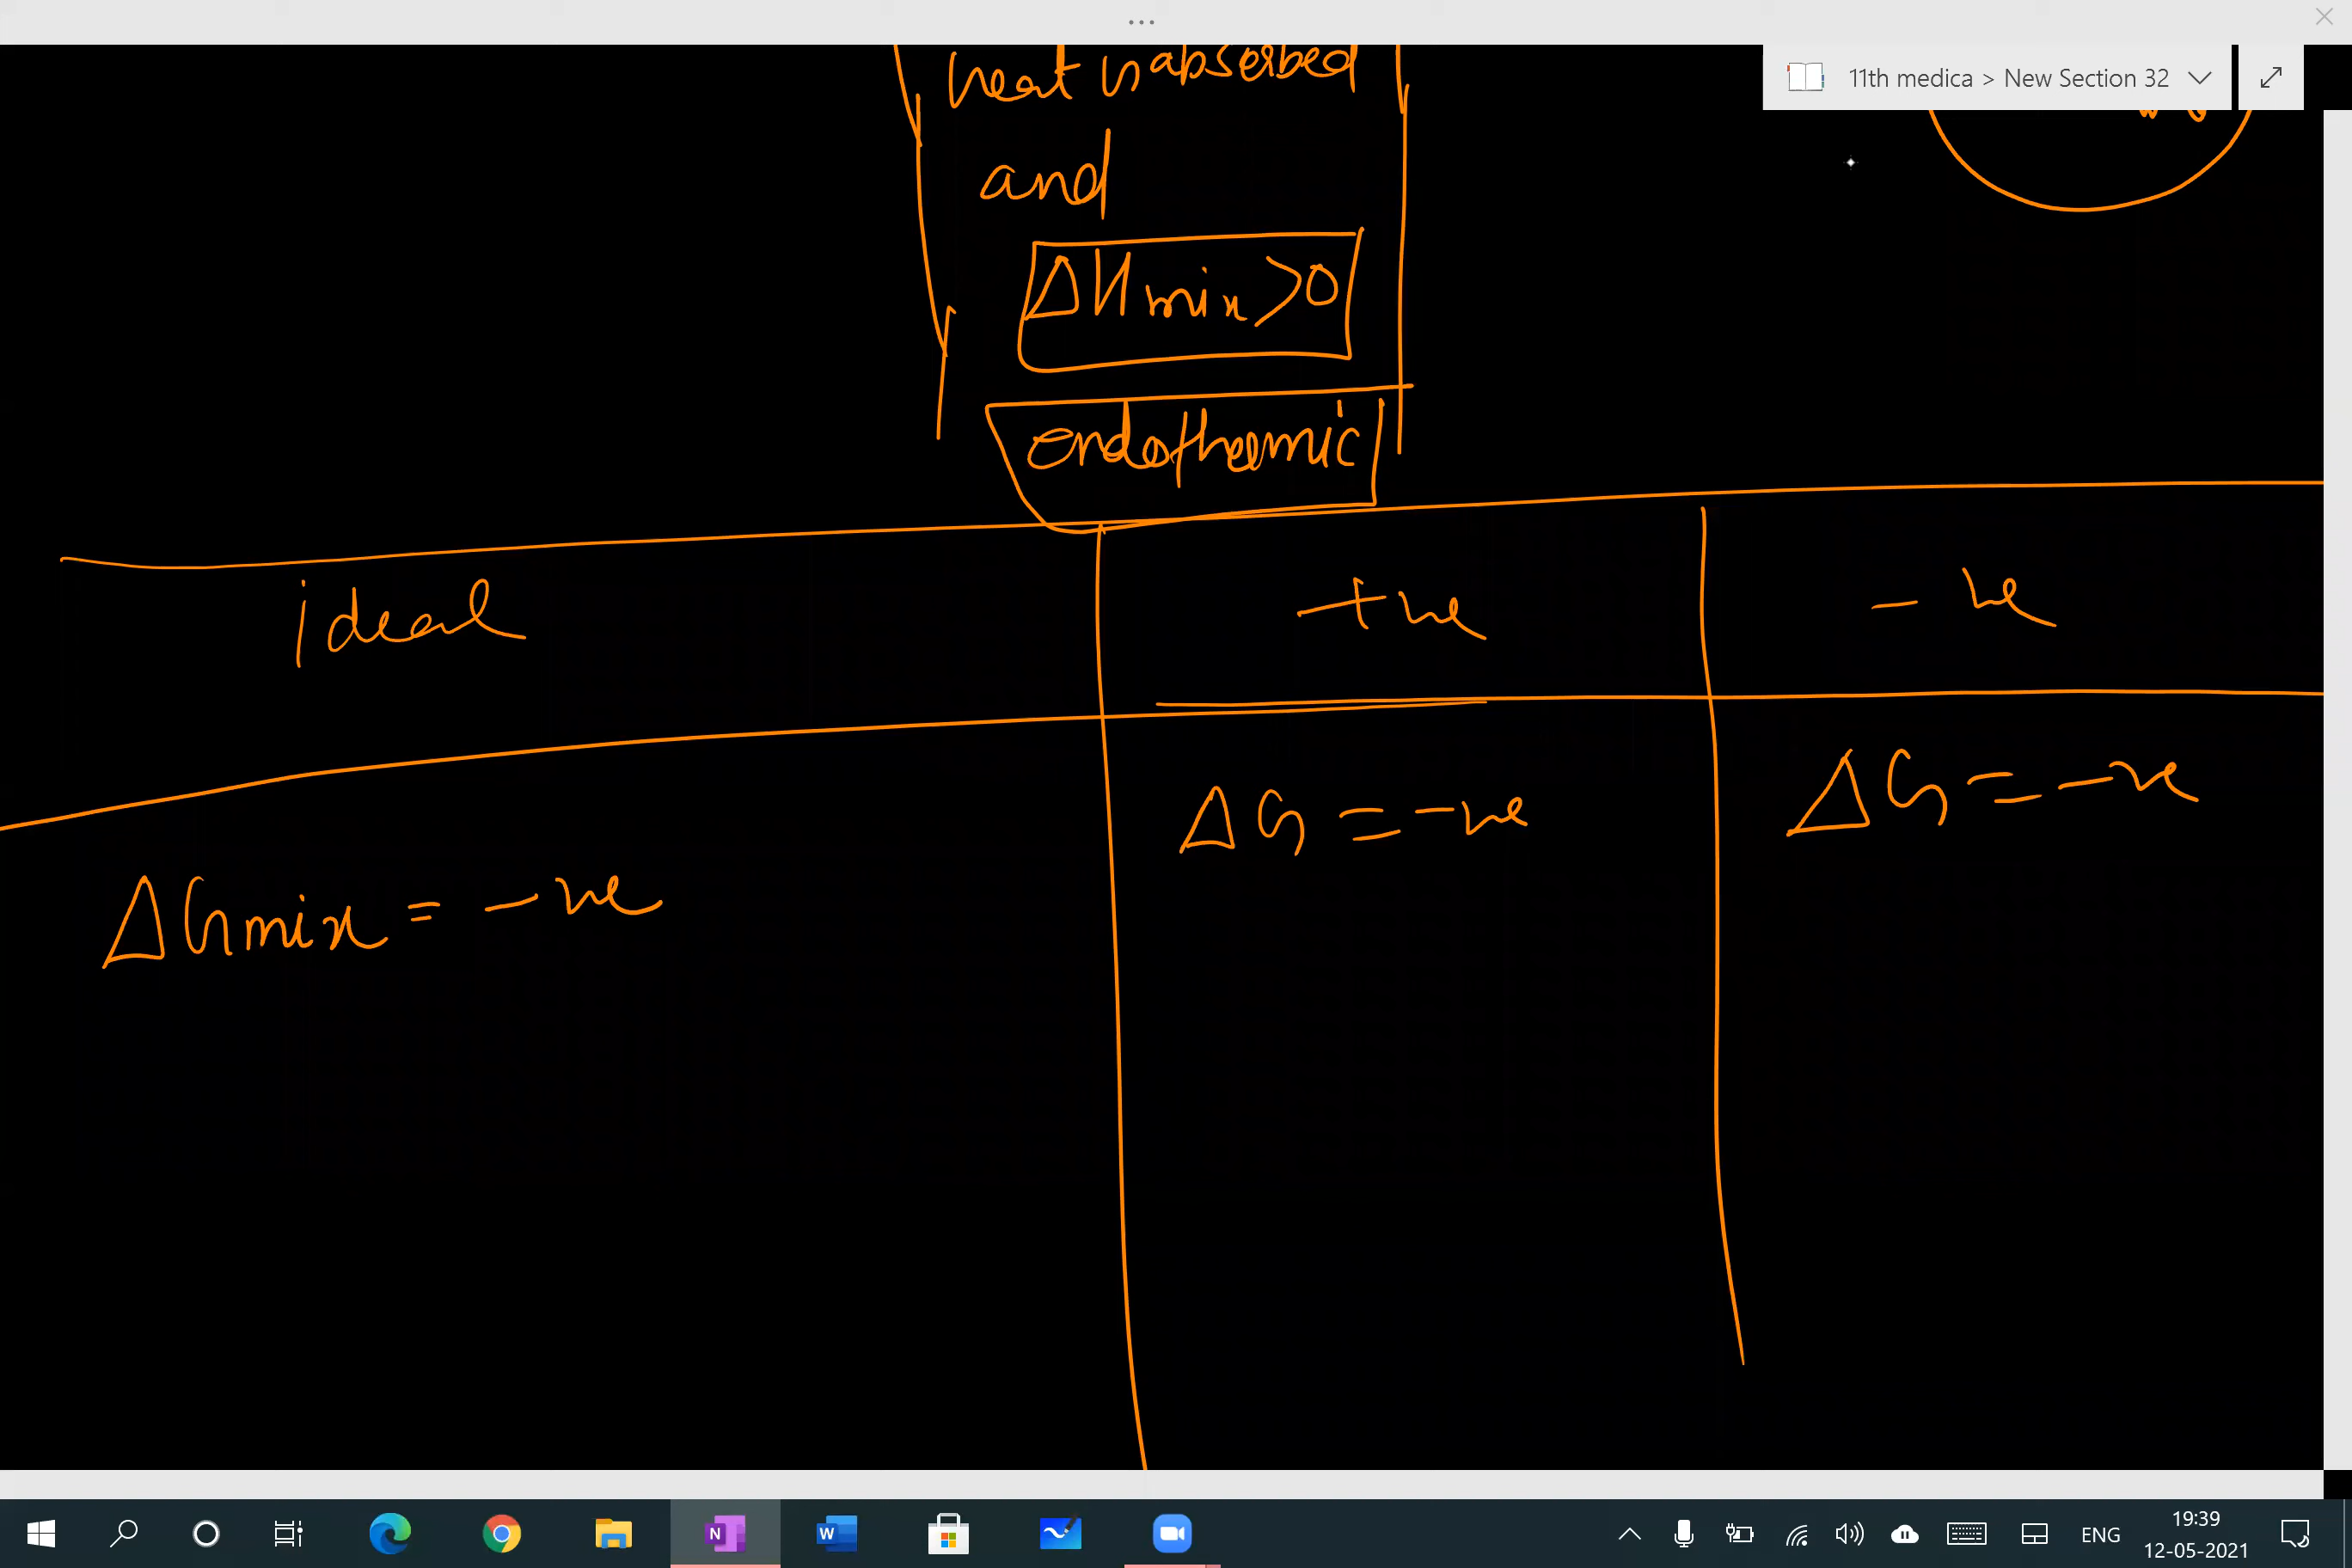 11th medica > New Section 32
heat is absorbed
and
ΔHmix>0
endothermic
ideal
+ve
-ve
ΔG = -ve
ΔG = -ve
ΔGmix = -ve
ENG
19:39
12-05-2021